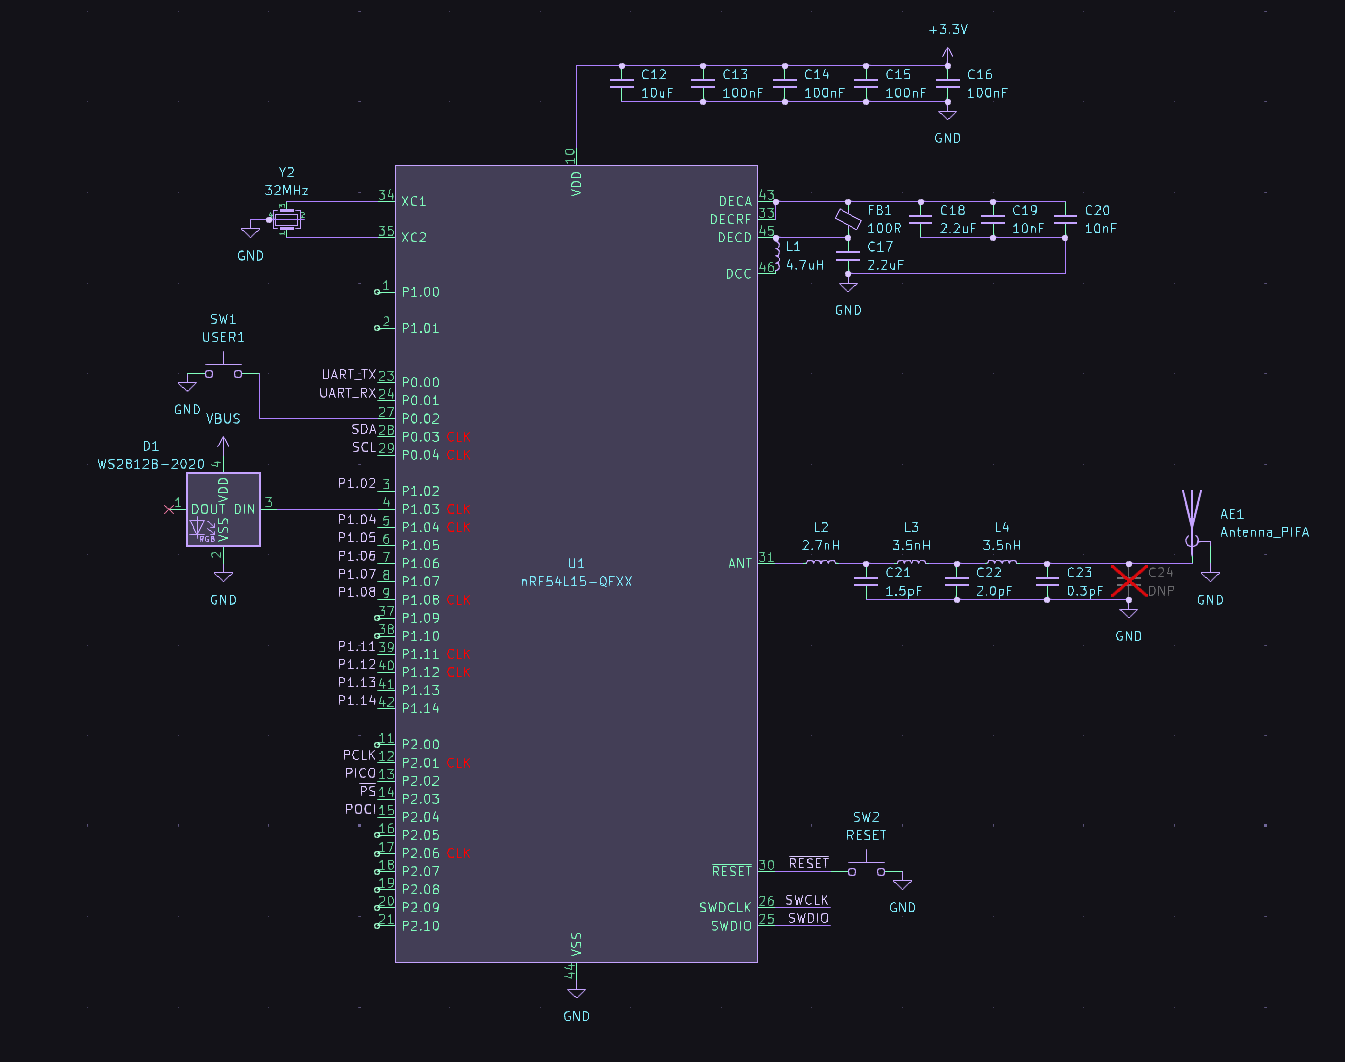 +3.3V
C12
10uF
C13
100nF
C14
100nF
C15
100nF
C16
100nF
GND
10
VDD
Y2
32MHz
3
4
2
1
GND
34
XC1
35
XC2
1
P1.00
2
P1.01
SW1
USER1
GND
UART_TX
23
P0.00
UART_RX
24
P0.01
27
P0.02
SDA
28
P0.03
CLK
SCL
29
P0.04
CLK
VBUS
D1
WS2812B-2020
4
VDD
1
DOUT
DIN
3
RGB
VSS
2
GND
P1.02
3
P1.02
4
P1.03
CLK
P1.04
5
P1.04
CLK
P1.05
6
P1.05
P1.06
7
P1.06
P1.07
8
P1.07
P1.08
9
P1.08
CLK
37
P1.09
38
P1.10
P1.11
39
P1.11
CLK
P1.12
40
P1.12
CLK
P1.13
41
P1.13
P1.14
42
P1.14
11
P2.00
PCLK
12
P2.01
CLK
PICO
13
P2.02
PS
14
P2.03
POCI
15
P2.04
16
P2.05
17
P2.06
CLK
18
P2.07
19
P2.08
20
P2.09
21
P2.10
U1
nRF54L15-QFXX
VSS
44
GND
DECA
43
DECRF
33
DECD
45
DCC
46
L1
4.7uH
FB1
100R
C17
2.2uF
C18
2.2uF
C19
10nF
C20
10nF
GND
ANT
31
L2
2.7nH
L3
3.5nH
L4
3.5nH
C21
1.5pF
C22
2.0pF
C23
0.3pF
C24
DNP
GND
AE1
Antenna_PIFA
GND
SW2
RESET
RESET
30
RESET
GND
SWDCLK
26
SWCLK
SWDIO
25
SWDIO